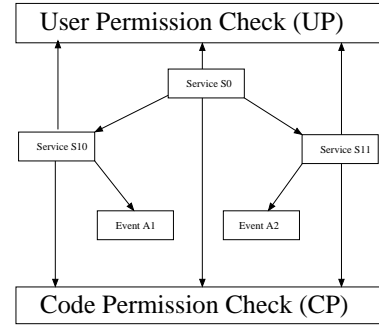 User Permission Check (UP)
Service S0
Service S10
Service S11
Event A1
Event A2
Code Permission Check (CP)